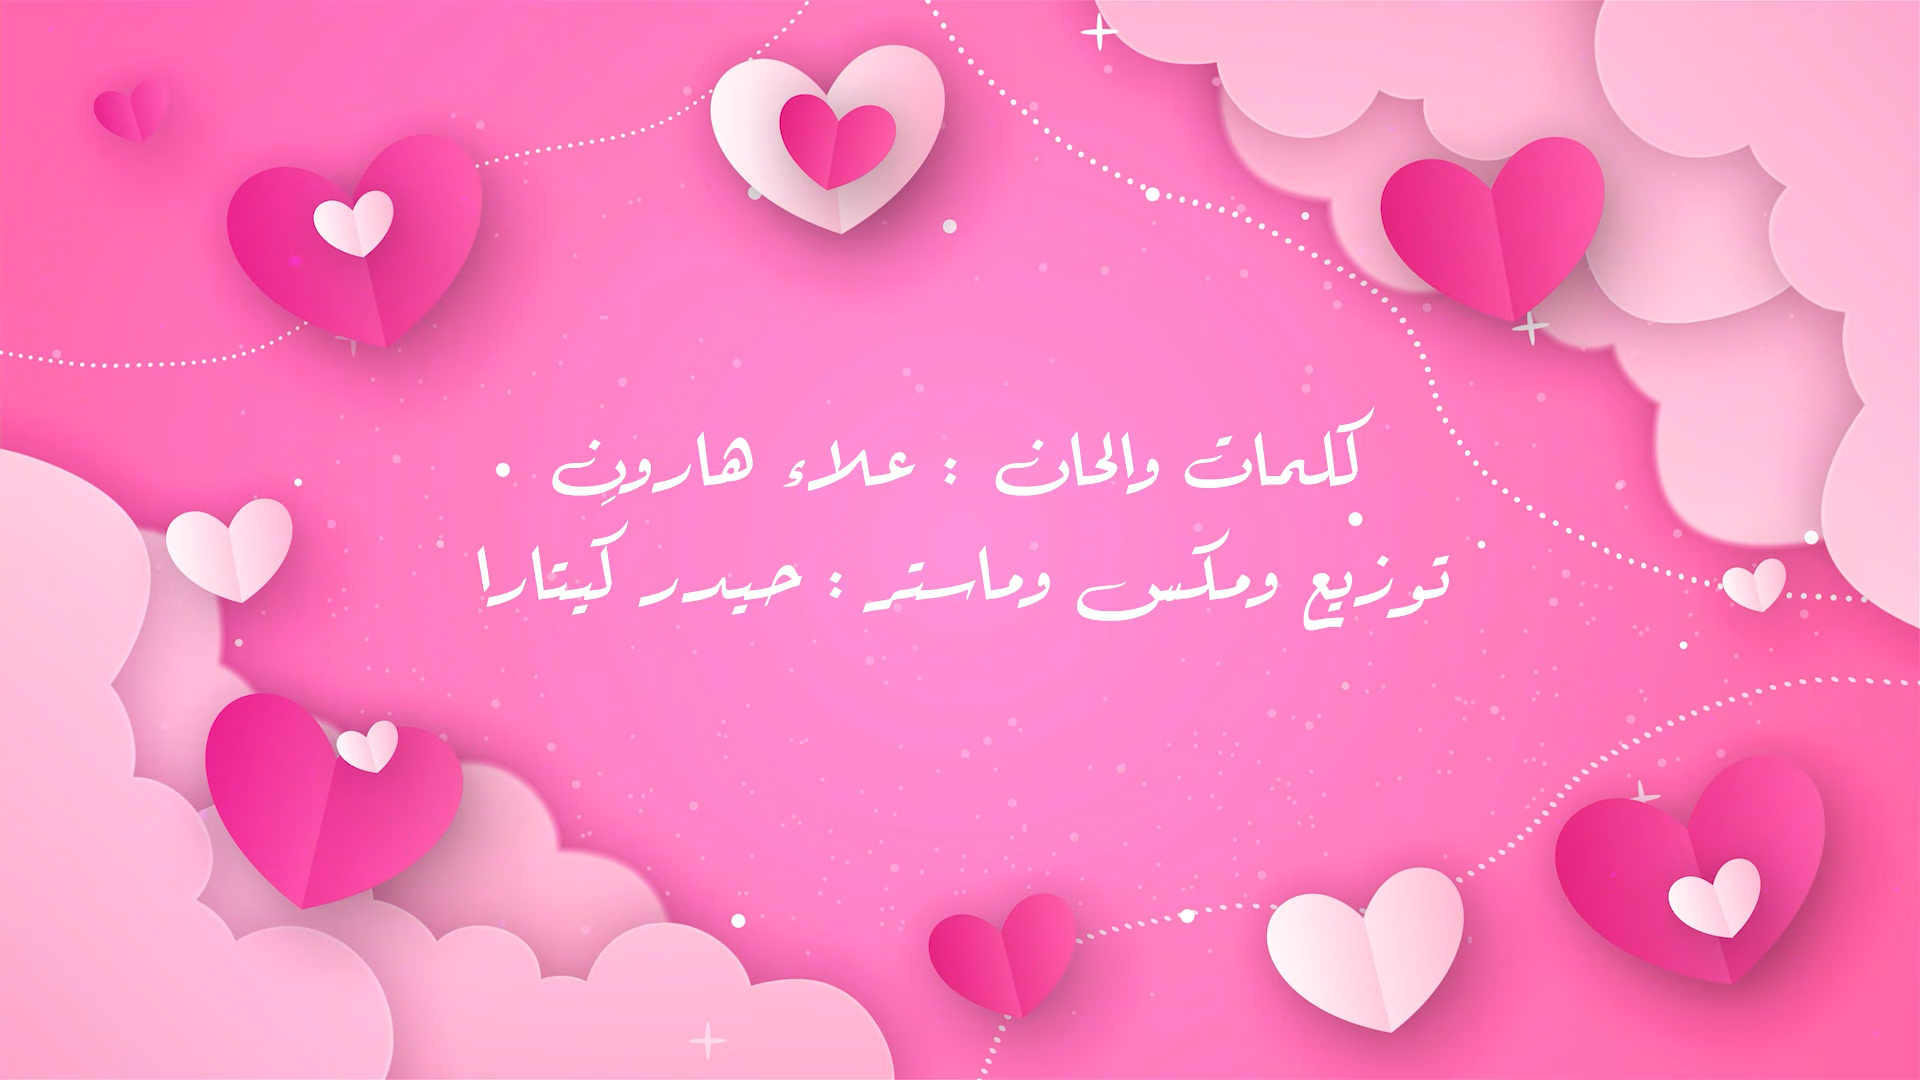 كلمات والحان : علاء هارون
توزيع ومكس وماستر : حيدر كيتارا